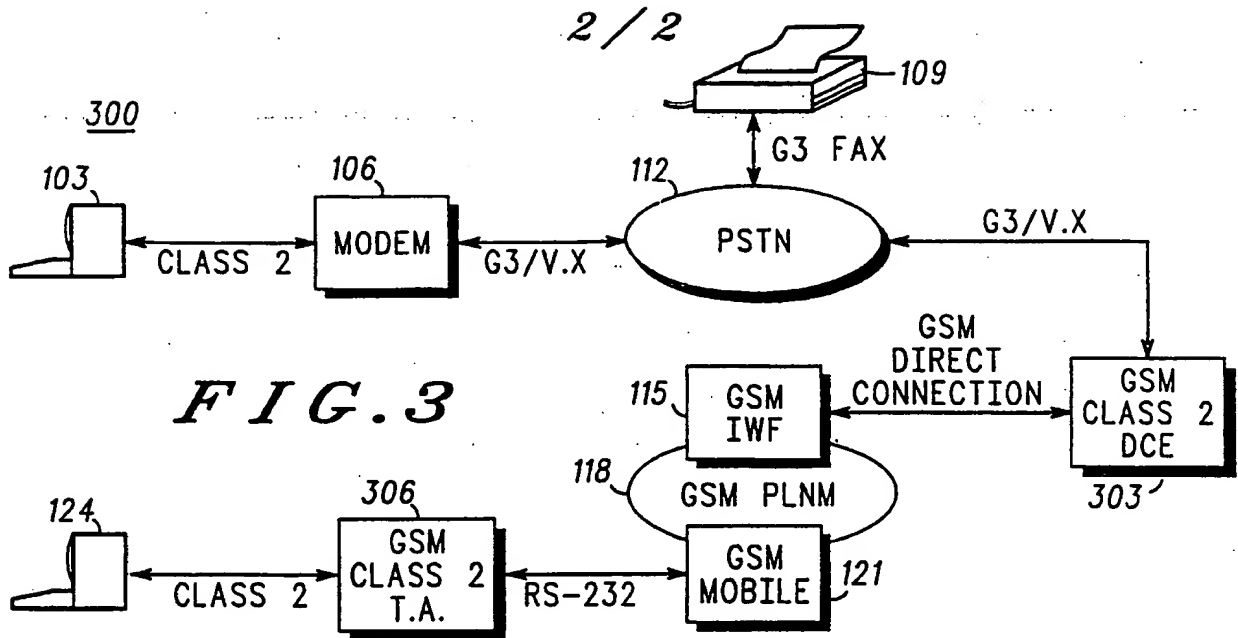 2/2
109
300
G3 FAX
103
106
112
MODEM
PSTN
CLASS 2
G3/V.X
G3/V.X
GSM
DIRECT
CONNECTION
FIG.3
115
GSM
IWF
GSM
CLASS 2
DCE
303
118
GSM PLNM
124
306
GSM
CLASS 2
T.A.
CLASS 2
RS-232
GSM
MOBILE
121